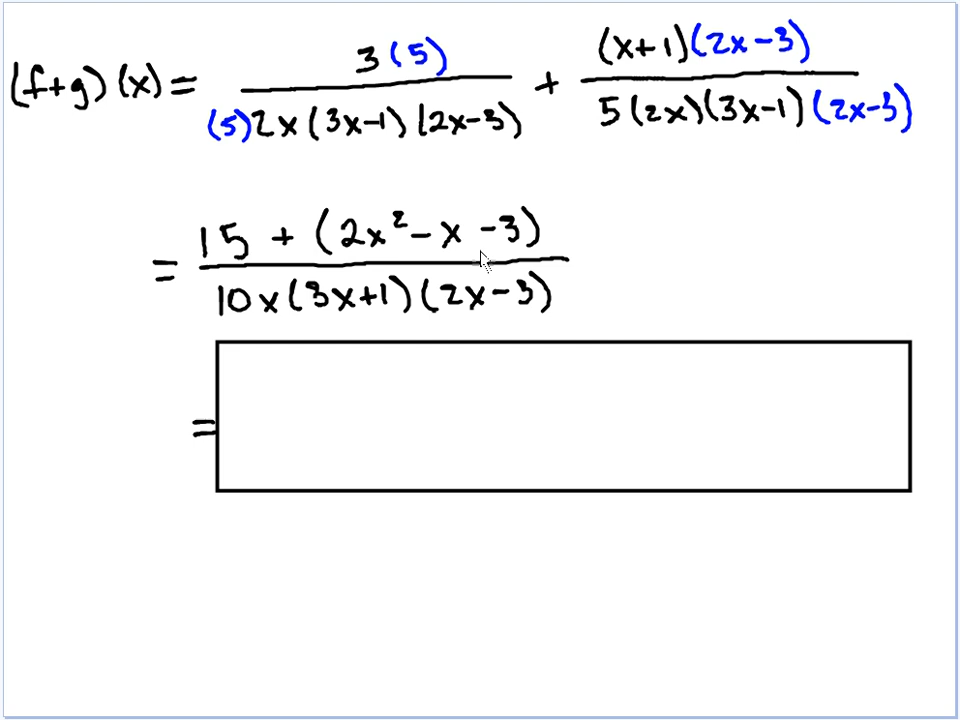 (f+g)(x) = 3(5) / (5)2x(3x-1)(2x-3) + (x+1)(2x-3) / 5(2x)(3x-1)(2x-3)
= 15 + (2x² - x - 3) / 10x(3x+1)(2x-3)
=